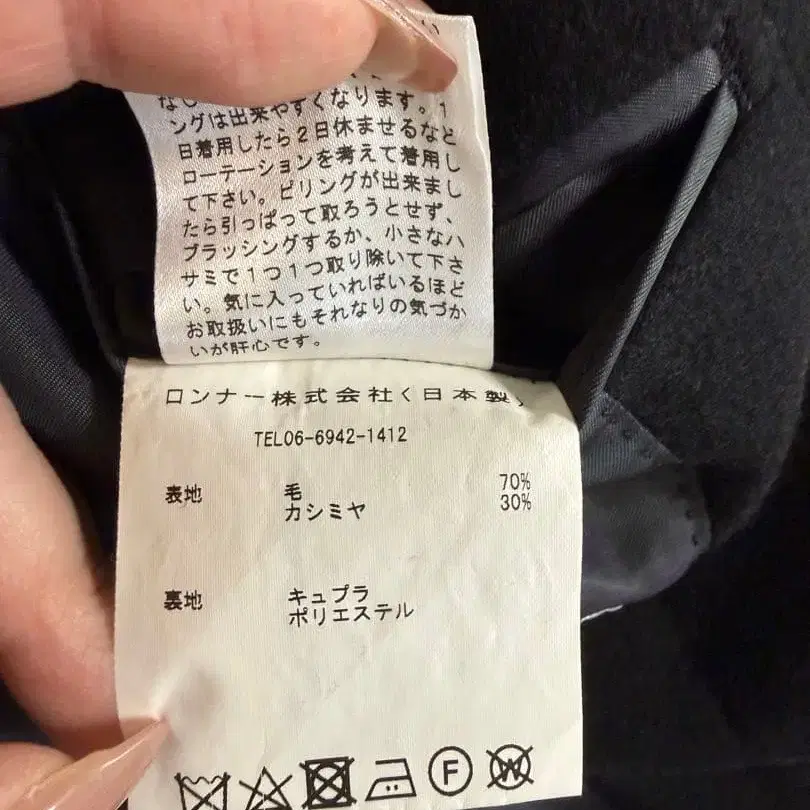 なし
ングは出来やすくなります。1
日着用したら2日休ませるなど
ローテーションを考えて着用し
て下さい。ピリングが出来まし
たら引っぱって取ろうとせず、
ブラッシングするか、小さなハ
サミで1つ1つ取り除いて下さ
い。気に入っていればいるほど
お取扱いにもそれなりの気づか
いが肝心です。
ロンナー株式会社く日本製〉
TEL06-6942-1412
表地 毛 70%
カシミヤ 30%
裏地 キュプラ
ポリエステル
F
W